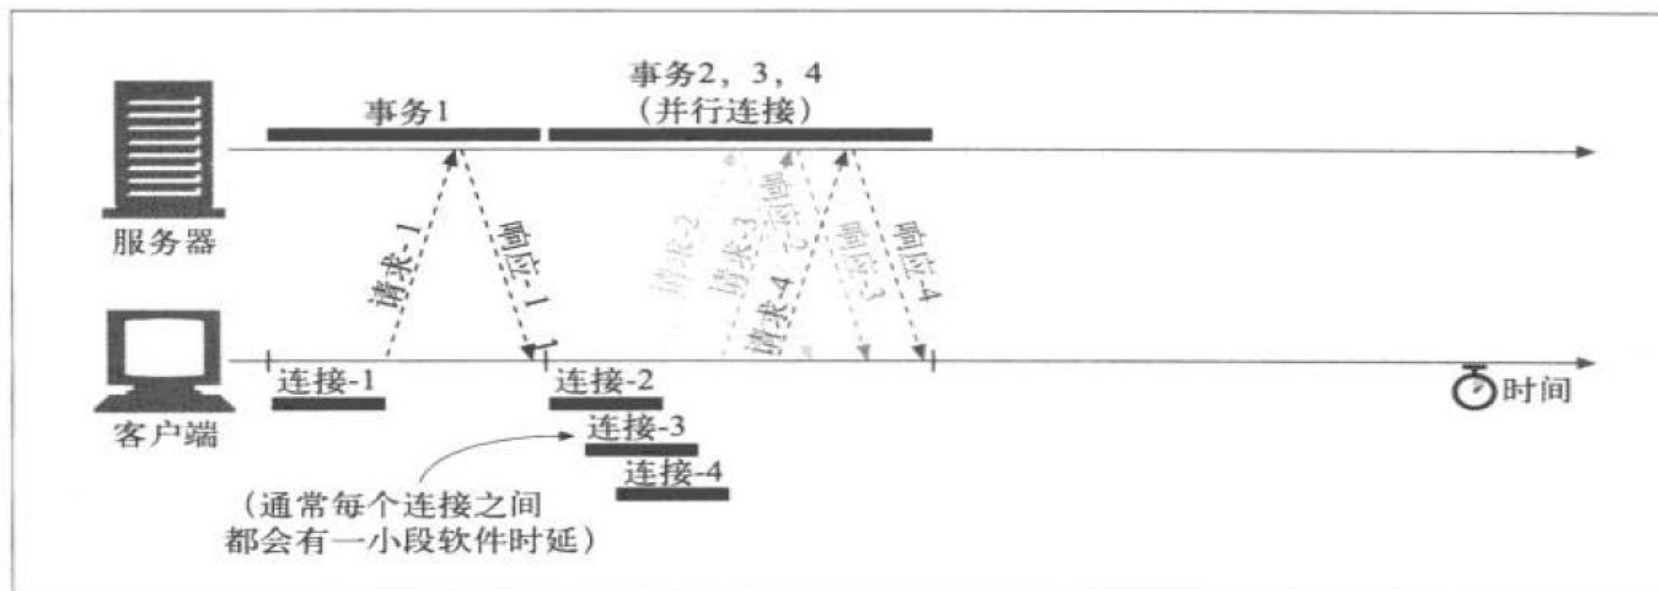 事务1
事务2，3，4
（并行连接）
服务器
请求-1
响应-1
请求-2
请求-3
响应-2
请求-4
响应-3
响应-4
连接-1
连接-2
连接-3
连接-4
时间
客户端
（通常每个连接之间
都会有一小段软件时延）